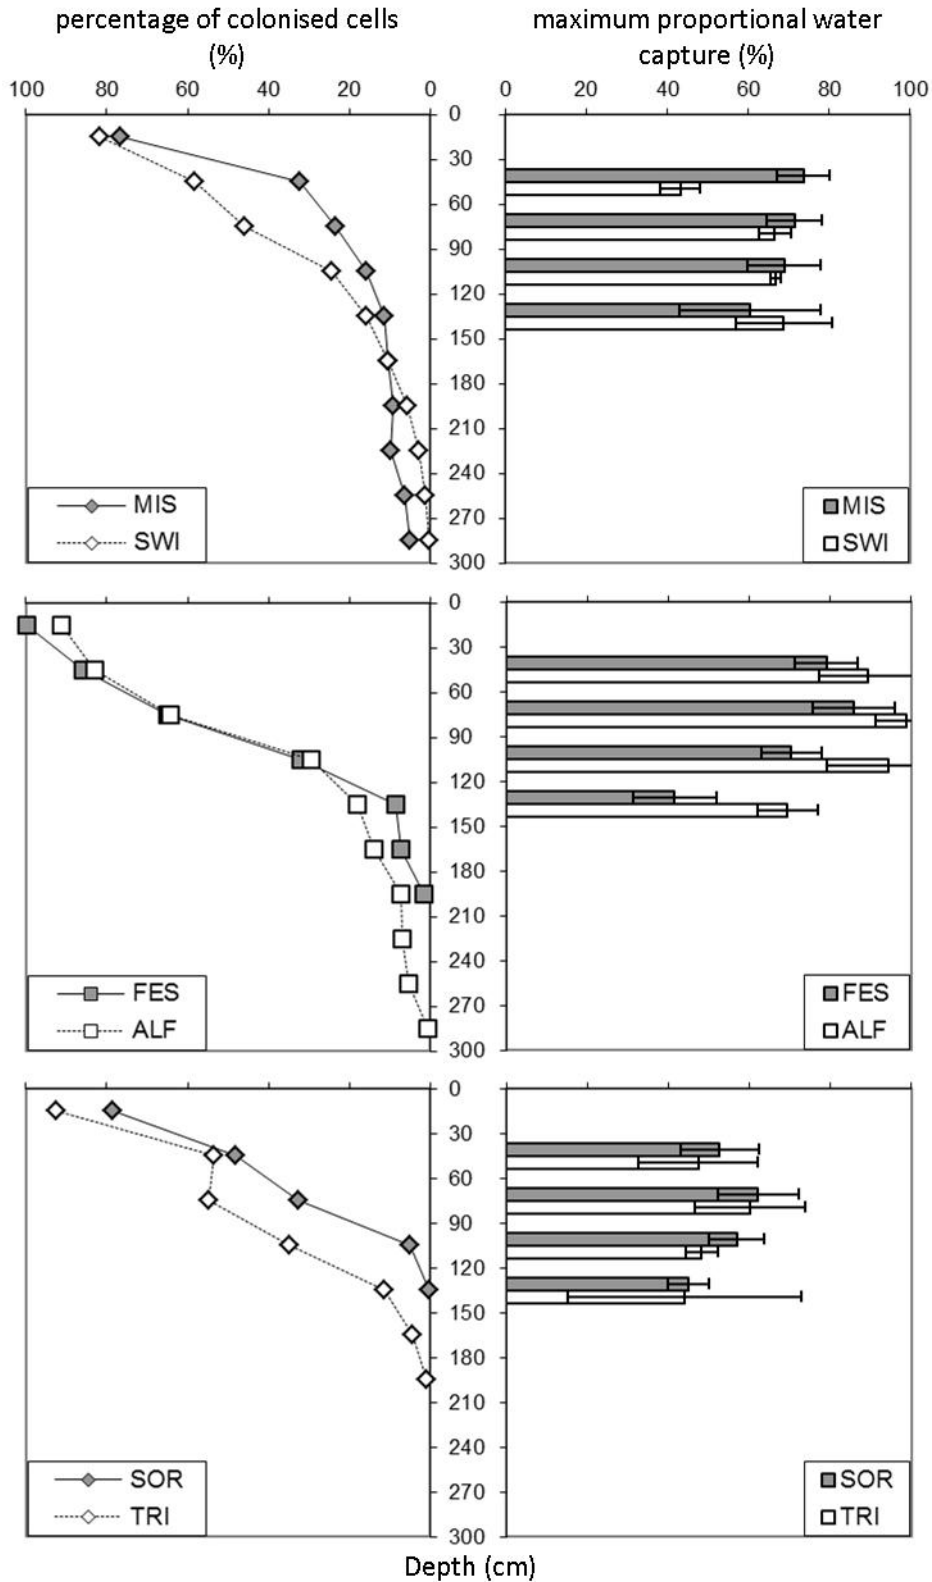 percentage of colonised cells
(%)
maximum proportional water
capture (%)
100 80 60 40 20 0
0 20 40 60 80 100
0
30
60
90
120
150
180
210
240
270
300
MIS
SWI
MIS
SWI
0
30
60
90
120
150
180
210
240
270
300
FES
ALF
FES
ALF
0
30
60
90
120
150
180
210
240
270
300
SOR
TRI
SOR
TRI
Depth (cm)